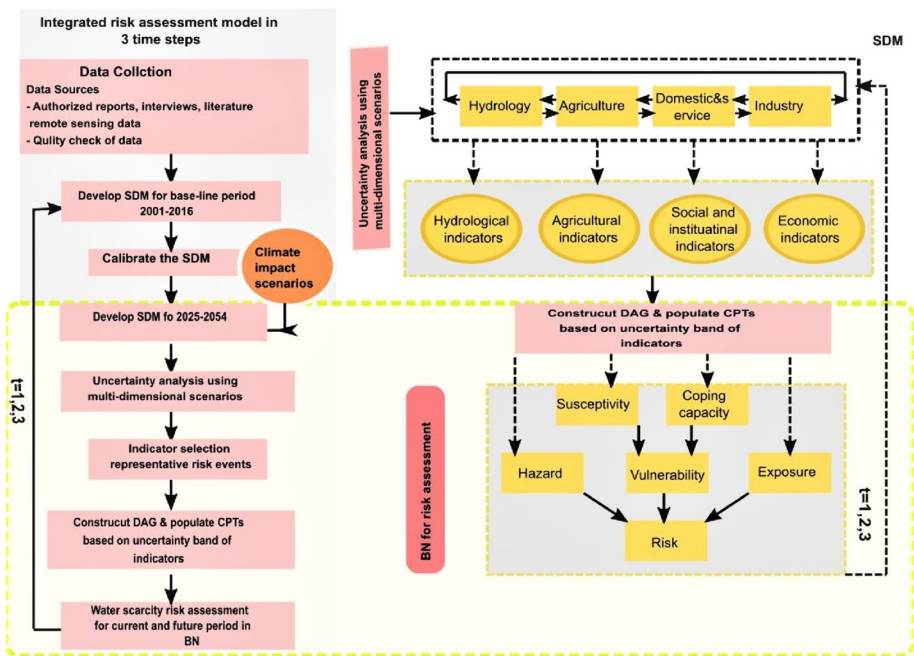 Integrated risk assessment model in
3 time steps
Data Collction
Data Sources
- Authorized reports, interviews, literature
remote sensing data
- Qulity check of data
Develop SDM for base-line period
2001-2016
Calibrate the SDM
Climate
impact
scenarios
Develop SDM fo 2025-2054
Uncertainty analysis using
multi-dimensional scenarios
Indicator selection
representative risk events
Construcut DAG & populate CPTs
based on uncertainty band of
indicators
Water scarcity risk assessment
for current and future period in
BN
t=1,2,3
Uncertainty analysis using
multi-dimensional scenarios
SDM
Hydrology
Agriculture
Domestic&s
ervice
Industry
Hydrological
indicators
Agricultural
indicators
Social and
instituatinal
indicators
Economic
indicators
Construcut DAG & populate CPTs
based on uncertainty band of
indicators
BN for risk assessment
Susceptivity
Coping
capacity
Hazard
Vulnerability
Exposure
Risk
t=1,2,3